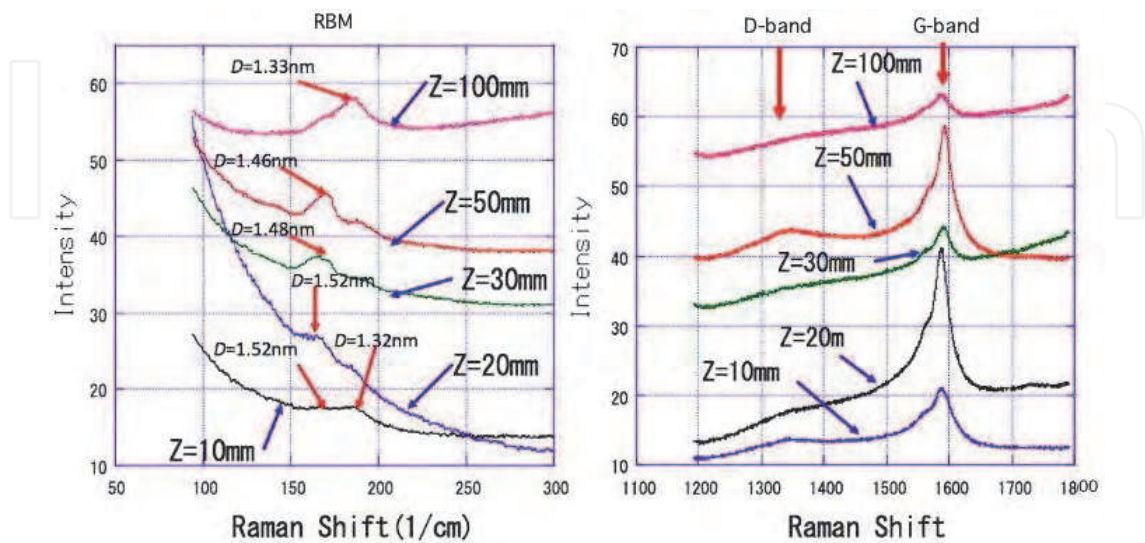 RBM
D=1.33nm
Z=100mm
D=1.46nm
Z=50mm
D=1.48nm
Z=30mm
D=1.52nm
D=1.52nm
D=1.32nm
Z=20mm
Z=10mm
60
50
40
30
20
10
50
100
150
200
250
300
Intensity
Raman Shift(1/cm)
D-band
G-band
Z=100mm
Z=50mm
Z=30mm
Z=20m
Z=10mm
70
60
50
40
30
20
10
1100
1200
1300
1400
1500
1600
1700
1800
Intensity
Raman Shift